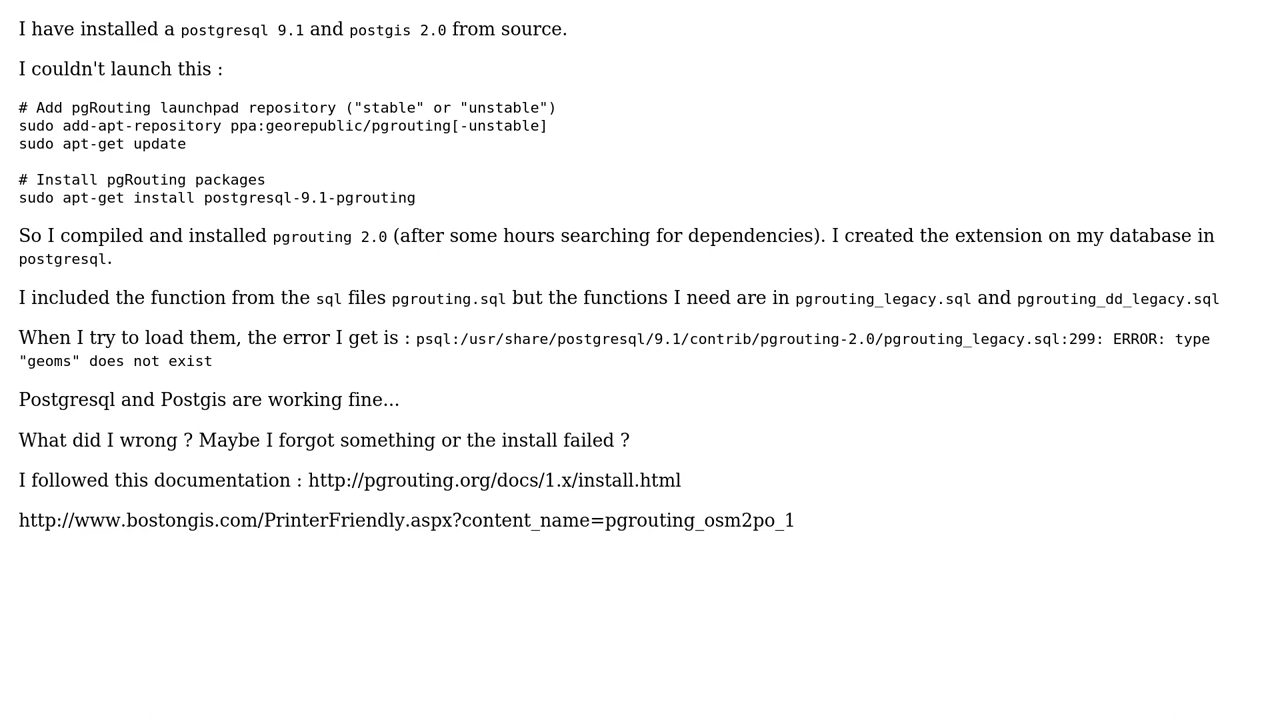 I have installed a postgresql 9.1 and postgis 2.0 from source.
I couldn't launch this :
# Add pgRouting launchpad repository ("stable" or "unstable")
sudo add-apt-repository ppa:georepublic/pgrouting[-unstable]
sudo apt-get update
# Install pgRouting packages
sudo apt-get install postgresql-9.1-pgrouting
So I compiled and installed pgrouting 2.0 (after some hours searching for dependencies). I created the extension on my database in
postgresql.
I included the function from the sql files pgrouting.sql but the functions I need are in pgrouting_legacy.sql and pgrouting_dd_legacy.sql
When I try to load them, the error I get is : psql:/usr/share/postgresql/9.1/contrib/pgrouting-2.0/pgrouting_legacy.sql:299: ERROR: type
"geoms" does not exist
Postgresql and Postgis are working fine...
What did I wrong ? Maybe I forgot something or the install failed ?
I followed this documentation : http://pgrouting.org/docs/1.x/install.html
http://www.bostongis.com/PrinterFriendly.aspx?content_name=pgrouting_osm2po_1